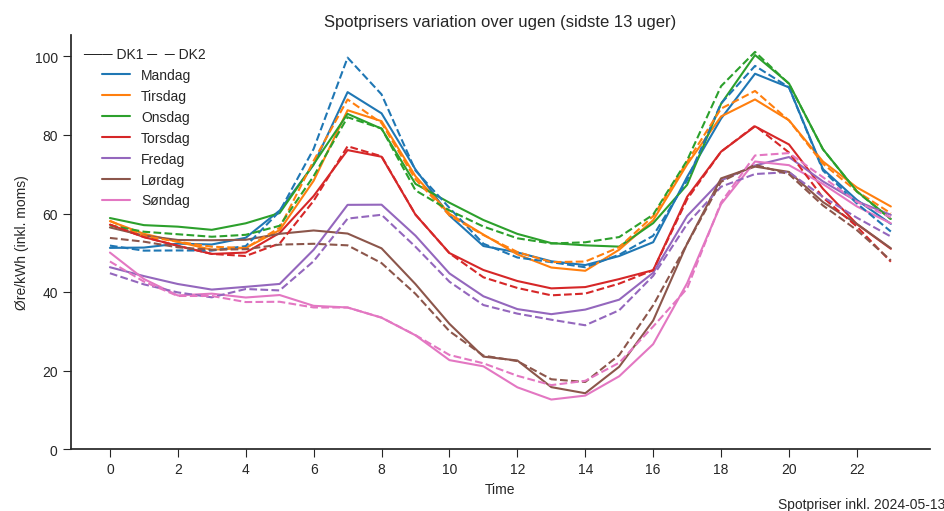 Spotprisers variation over ugen (sidste 13 uger)
DK1 DK2
Mandag
Tirsdag
Onsdag
Torsdag
Fredag
Lørdag
Søndag
Øre/kWh (inkl. moms)
100
80
60
40
20
0
0 2 4 6 8 10 12 14 16 18 20 22
Time
Spotpriser inkl. 2024-05-13